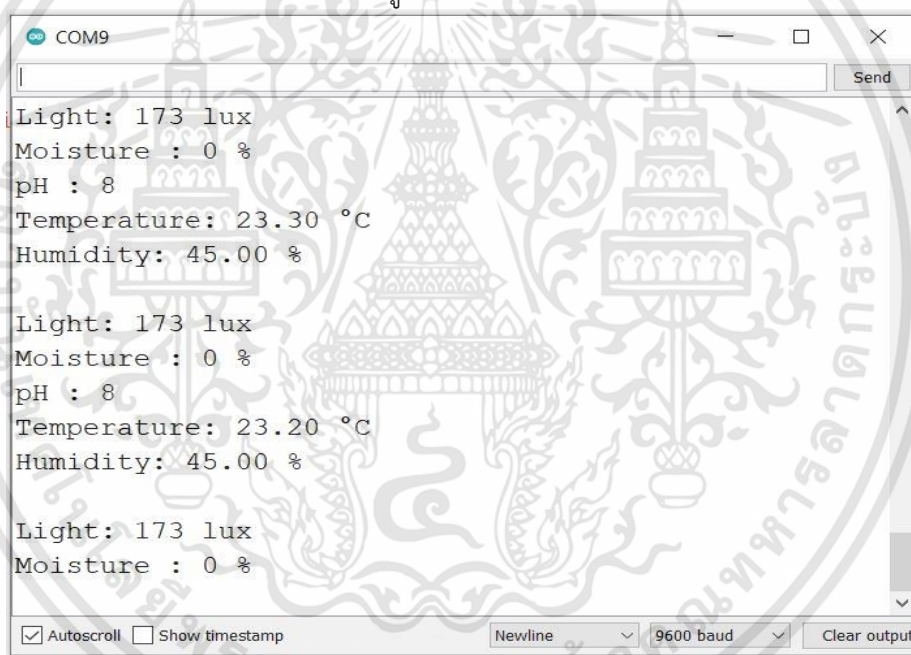 COM9
Send
Light: 173 lux
Moisture : 0 %
pH : 8
Temperature: 23.30 °C
Humidity: 45.00 %
Light: 173 lux
Moisture : 0 %
pH : 8
Temperature: 23.20 °C
Humidity: 45.00 %
Light: 173 lux
Moisture : 0 %
Autoscroll Show timestamp Newline 9600 baud Clear output